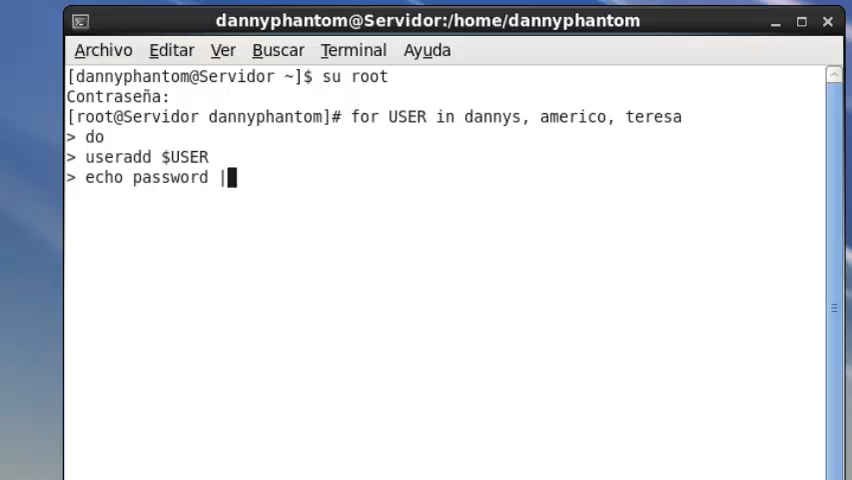 dannyphantom@Servidor:/home/dannyphantom
Archivo Editar Ver Buscar Terminal Ayuda
[dannyphantom@Servidor ~]$ su root
Contraseña:
[root@Servidor dannyphantom]# for USER in dannys, americo, teresa
> do
> useradd $USER
> echo password |